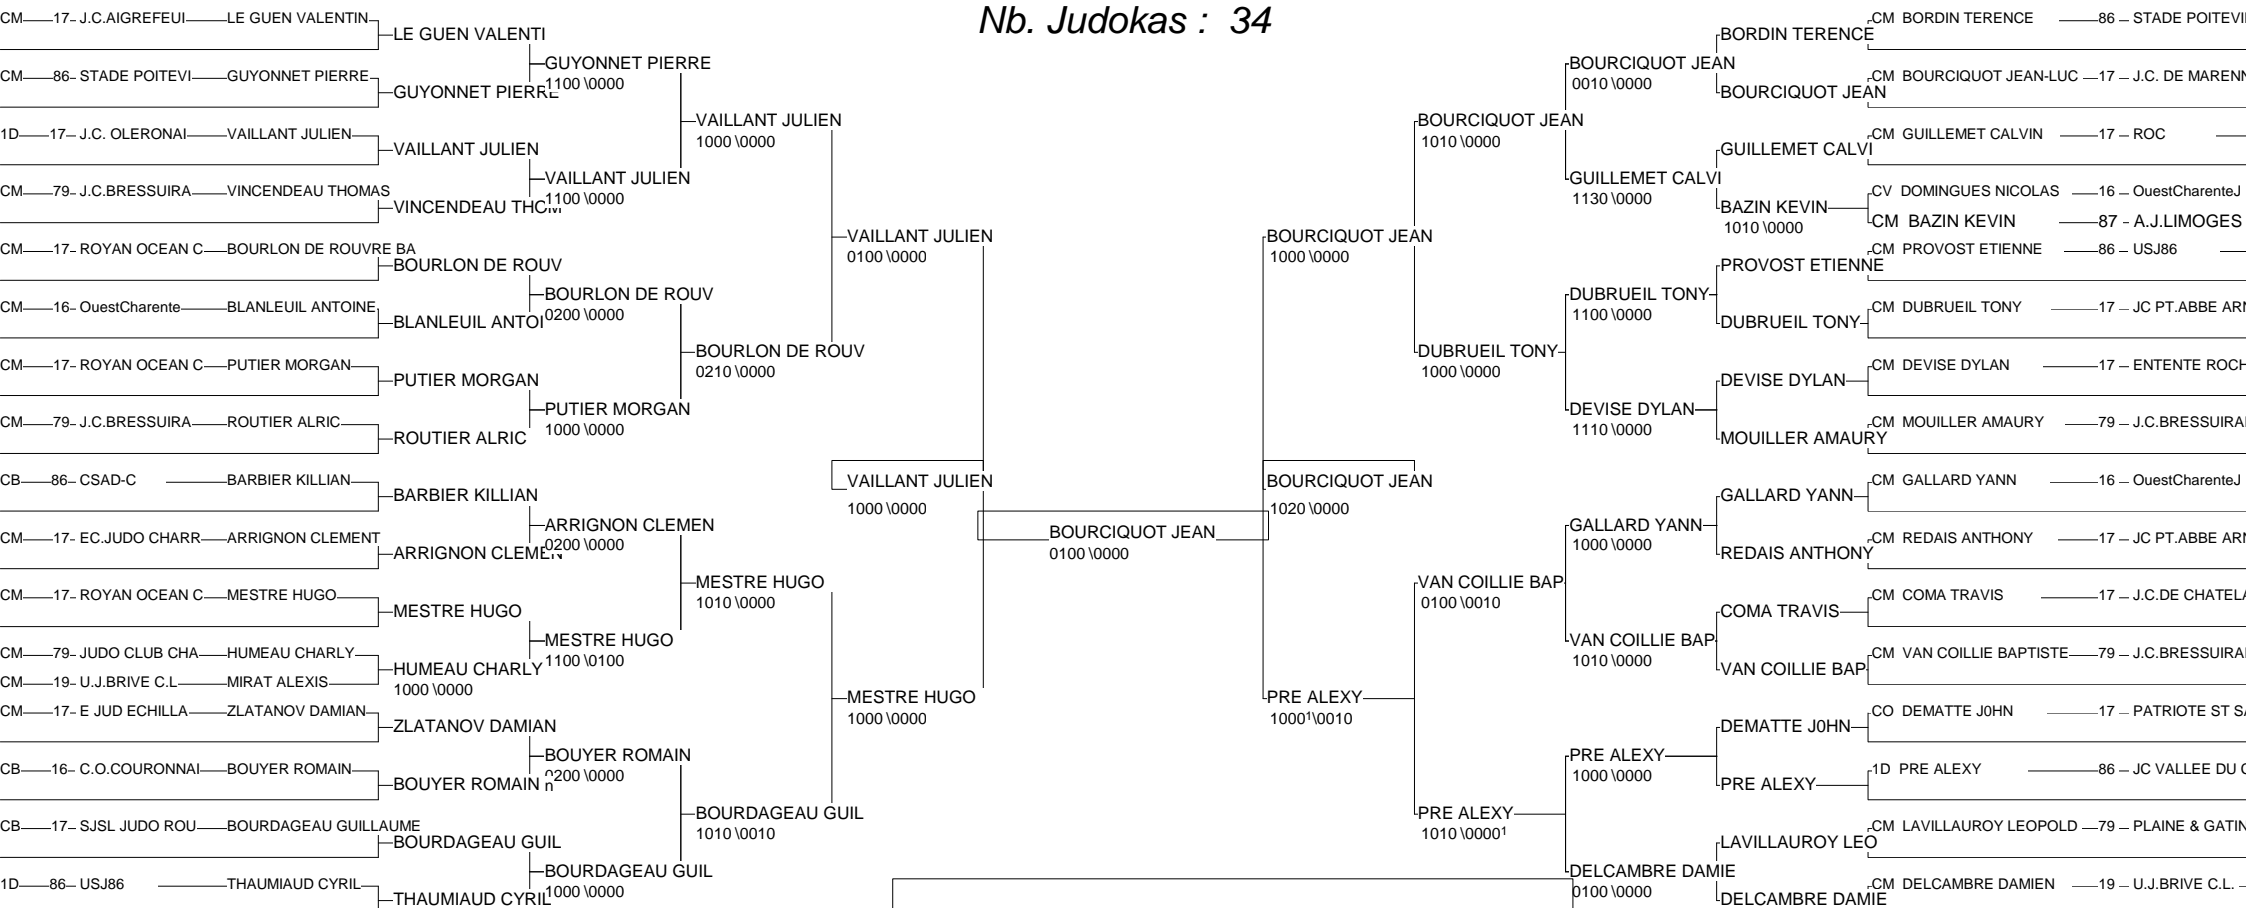 Nb. Judokas : 34
CM 17 J.C.AIGREFEUI LE GUEN VALENTIN
LE GUEN VALENTI
GUYONNET PIERRE
1100 \0000
CM 86 STADE POITEVI GUYONNET PIERRE
GUYONNET PIERRE
VAILLANT JULIEN
1000 \0000
1D 17 J.C. OLERONAI VAILLANT JULIEN
VAILLANT JULIEN
VAILLANT JULIEN
1100 \0000
CM 79 J.C.BRESSUIRA VINCENDEAU THOMAS
VINCENDEAU THOM
VAILLANT JULIEN
0100 \0000
CM 17 ROYAN OCEAN C BOURLON DE ROUVRE BA
BOURLON DE ROUV
BOURLON DE ROUV
0200 \0000
CM 16 OuestCharente BLANLEUIL ANTOINE
BLANLEUIL ANTOI
BOURLON DE ROUV
0210 \0000
CM 17 ROYAN OCEAN C PUTIER MORGAN
PUTIER MORGAN
PUTIER MORGAN
1000 \0000
CM 79 J.C.BRESSUIRA ROUTIER ALRIC
ROUTIER ALRIC
VAILLANT JULIEN
1000 \0000
CB 86 CSAD-C BARBIER KILLIAN
BARBIER KILLIAN
ARRIGNON CLEMEN
0200 \0000
CM 17 EC.JUDO CHARR ARRIGNON CLEMENT
ARRIGNON CLEMEN
MESTRE HUGO
1010 \0000
CM 17 ROYAN OCEAN C MESTRE HUGO
MESTRE HUGO
MESTRE HUGO
1100 \0100
CM 79 JUDO CLUB CHA HUMEAU CHARLY
HUMEAU CHARLY
1000 \0000
CM 19 U.J.BRIVE C.L MIRAT ALEXIS
MESTRE HUGO
1000 \0000
CM 17 E JUD ECHILLA ZLATANOV DAMIAN
ZLATANOV DAMIAN
BOUYER ROMAIN
0200 \0000
CB 16 C.O.COURONNAI BOUYER ROMAIN
BOUYER ROMAIN n
BOURDAGEAU GUIL
1010 \0010
CB 17 SJSL JUDO ROU BOURDAGEAU GUILLAUME
BOURDAGEAU GUIL
BOURDAGEAU GUIL
1000 \0000
1D 86 USJ86 THAUMIAUD CYRIL
THAUMIAUD CYRIL
BOURCIQUOT JEAN
0100 \0000
CM BORDIN TERENCE 86 – STADE POITEVI
BORDIN TERENCE
BOURCIQUOT JEAN
0010 \0000
CM BOURCIQUOT JEAN-LUC 17 – J.C. DE MARENN
BOURCIQUOT JEAN
BOURCIQUOT JEAN
1010 \0000
CM GUILLEMET CALVIN 17 – ROC
GUILLEMET CALVI
GUILLEMET CALVI
1130 \0000
CV DOMINGUES NICOLAS 16 – OuestCharenteJ
BAZIN KEVIN
1010 \0000
CM BAZIN KEVIN 87 – A.J.LIMOGES
BOURCIQUOT JEAN
1000 \0000
CM PROVOST ETIENNE 86 – USJ86
PROVOST ETIENNE
DUBRUEIL TONY
1100 \0000
CM DUBRUEIL TONY 17 – JC PT.ABBE ARN
DUBRUEIL TONY
DUBRUEIL TONY
1000 \0000
CM DEVISE DYLAN 17 – ENTENTE ROCH
DEVISE DYLAN
DEVISE DYLAN
1110 \0000
CM MOUILLER AMAURY 79 – J.C.BRESSUIRAI
MOUILLER AMAURY
BOURCIQUOT JEAN
1020 \0000
CM GALLARD YANN 16 – OuestCharenteJ
GALLARD YANN
GALLARD YANN
1000 \0000
CM REDAIS ANTHONY 17 – JC PT.ABBE ARN
REDAIS ANTHONY
VAN COILLIE BAP
0100 \0010
CM COMA TRAVIS 17 – J.C.DE CHATELA
COMA TRAVIS
VAN COILLIE BAP
1010 \0000
CM VAN COILLIE BAPTISTE 79 – J.C.BRESSUIRAI
VAN COILLIE BAP
PRE ALEXY
1000¹\0010
CO DEMATTE J0HN 17 – PATRIOTE ST SA
DEMATTE J0HN
PRE ALEXY
1000 \0000
1D PRE ALEXY 86 – JC VALLEE DU C
PRE ALEXY
PRE ALEXY
1010 \0000¹
CM LAVILLAUROY LEOPOLD 79 – PLAINE & GATIN
LAVILLAUROY LEO
DELCAMBRE DAMIE
0100 \0000
CM DELCAMBRE DAMIEN 19 – U.J.BRIVE C.L.
DELCAMBRE DAMIE